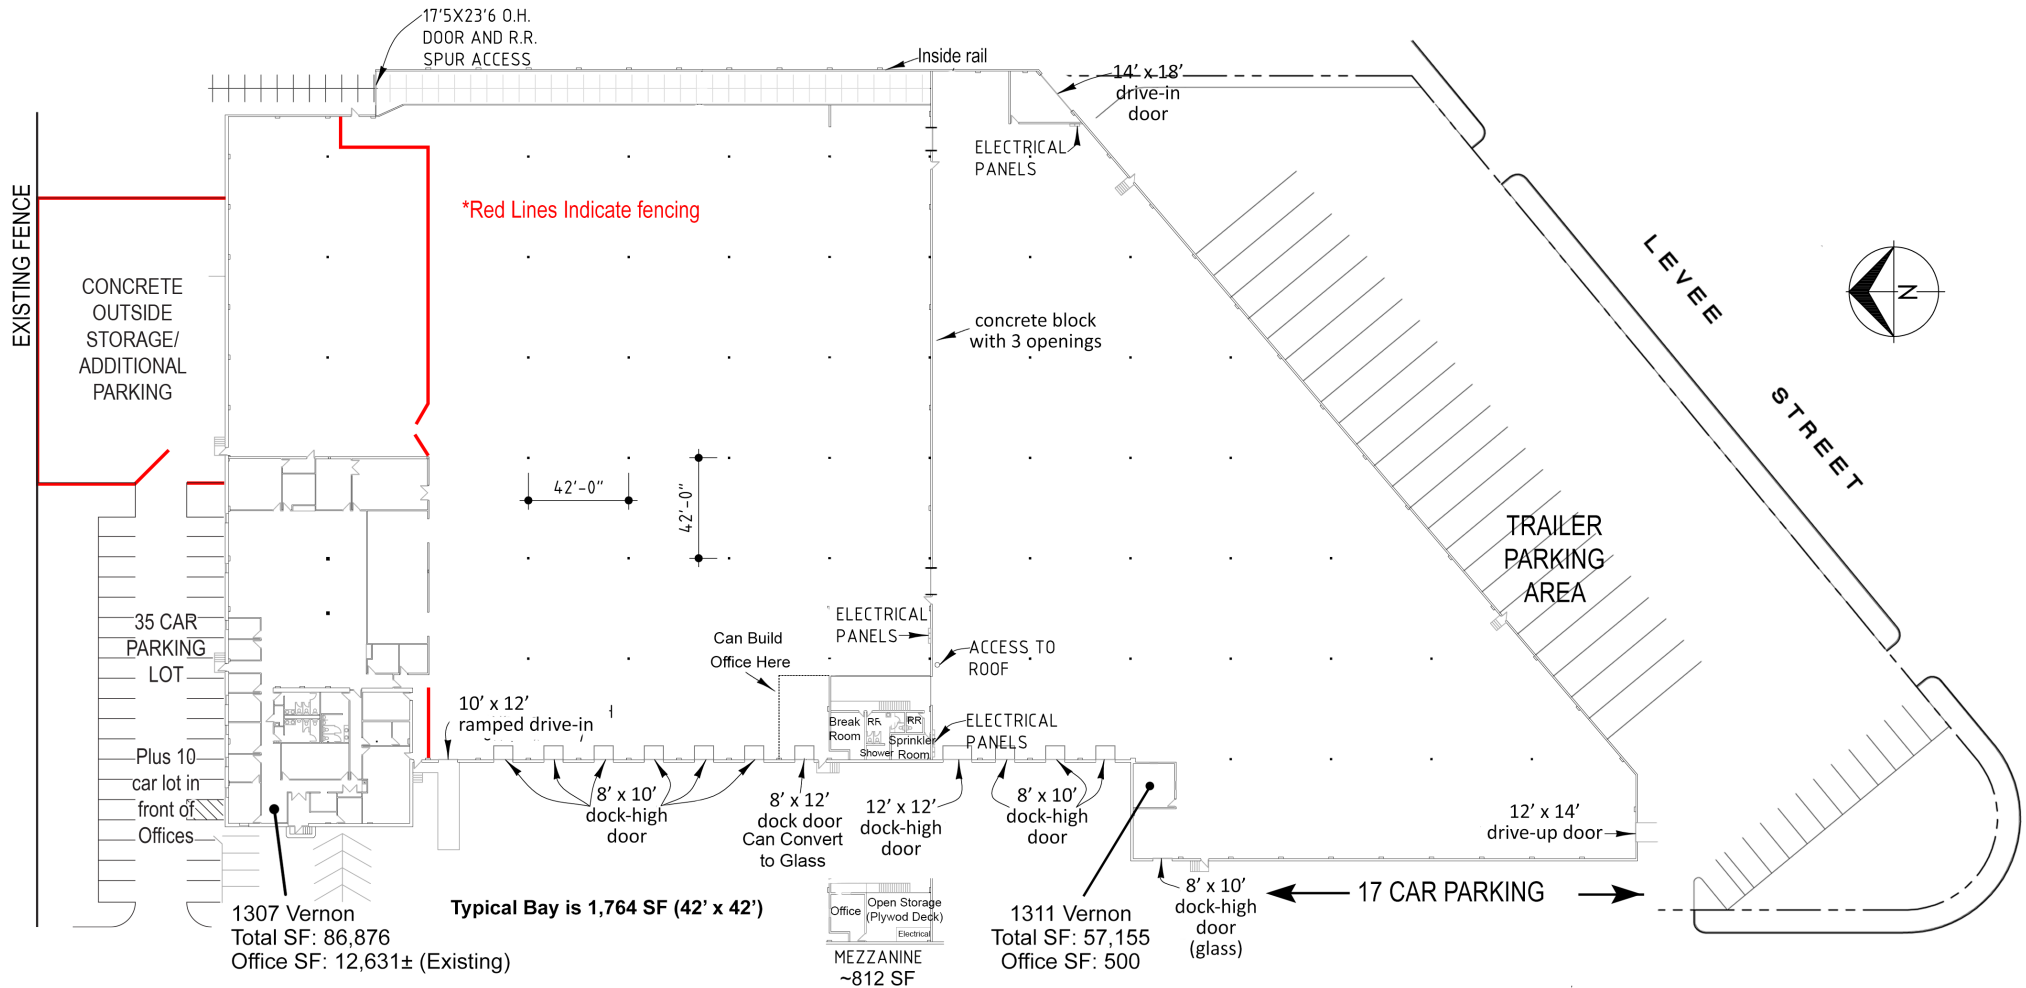 17'5X23'6 O.H.
DOOR AND R.R.
SPUR ACCESS
Inside rail
14' x 18'
drive-in
door
ELECTRICAL
PANELS
*Red Lines Indicate fencing
EXISTING FENCE
CONCRETE
OUTSIDE
STORAGE/
ADDITIONAL
PARKING
LEVEE
STREET
N
concrete block
with 3 openings
42'-0"
42'-0"
TRAILER
PARKING
AREA
35 CAR
PARKING
LOT
Can Build
Office Here
ELECTRICAL
PANELS
ACCESS TO
ROOF
10' x 12'
ramped drive-in
Break
Room
RR
RR
Shower
Sprinkler
Room
ELECTRICAL
PANELS
Plus 10
car lot in
front of
Offices
8' x 10'
dock-high
door
8' x 12'
dock door
Can Convert
to Glass
12' x 12'
dock-high
door
8' x 10'
dock-high
door
12' x 14'
drive-up door
8' x 10'
dock-high
door
(glass)
17 CAR PARKING
1307 Vernon
Total SF: 86,876
Office SF: 12,631± (Existing)
Typical Bay is 1,764 SF (42' x 42')
Office
Open Storage
(Plywod Deck)
Electrical
MEZZANINE
~812 SF
1311 Vernon
Total SF: 57,155
Office SF: 500